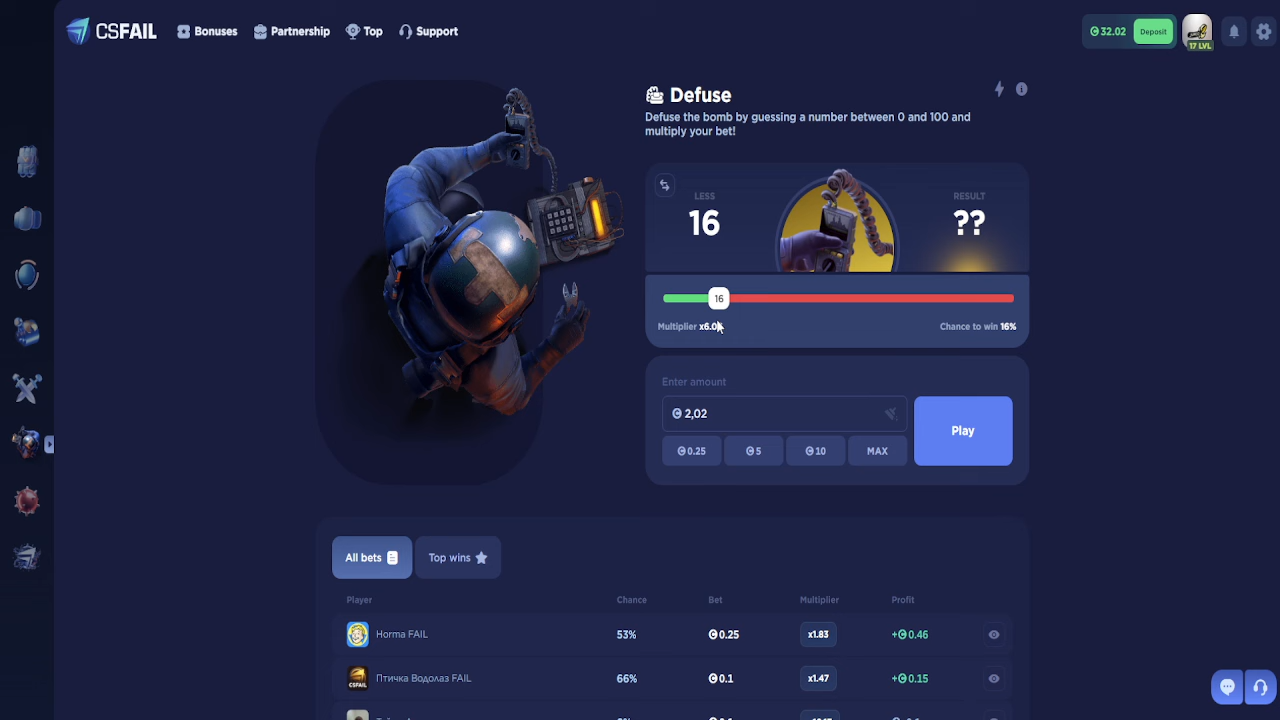 CSFAIL
Bonuses
Partnership
Top
Support
32.02
Deposit
17 LVL
Defuse
Defuse the bomb by guessing a number between 0 and 100 and
multiply your bet!
LESS
16
RESULT
??
16
Multiplier
Chance to win 16%
Enter amount
2,02
0.25
5
10
MAX
Play
All bets
Top wins
Player Chance Bet Multiplier Profit
Horma FAIL 53% 0.25 x1.83 +0.46
Птичка Водолаз FAIL 66% 0.1 x1.47 +0.15
CSFAIL